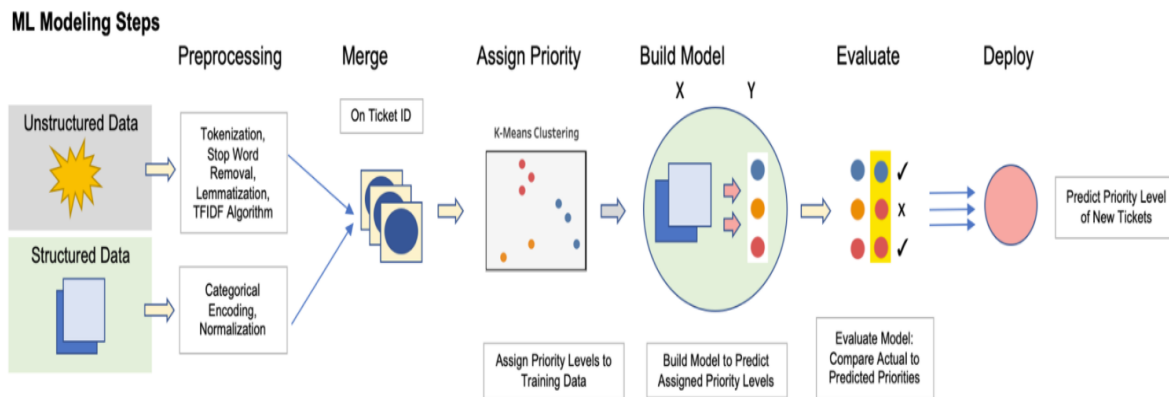 ML Modeling Steps
Preprocessing
Merge
Assign Priority
Build Model
Evaluate
Deploy
X
Y
Unstructured Data
Tokenization,
Stop Word
Removal,
Lemmatization,
TFIDF Algorithm
On Ticket ID
K-Means Clustering
X
Predict Priority Level
of New Tickets
Structured Data
Categorical
Encoding,
Normalization
Assign Priority Levels to
Training Data
Build Model to Predict
Assigned Priority Levels
Evaluate Model:
Compare Actual to
Predicted Priorities